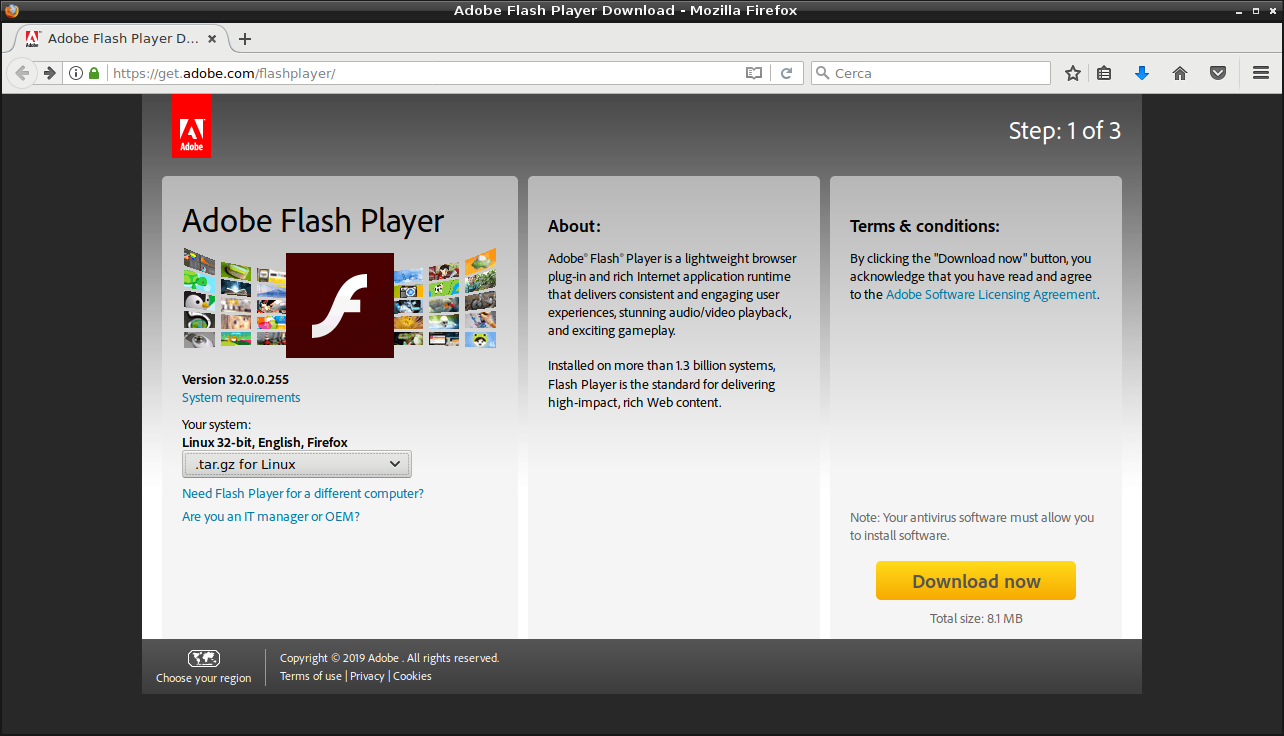 Adobe Flash Player Download - Mozilla Firefox
Adobe Flash Player D...
https://get.adobe.com/flashplayer/
Cerca
Adobe
Step: 1 of 3
Adobe Flash Player
Version 32.0.0.255
System requirements
Your system:
Linux 32-bit, English, Firefox
.tar.gz for Linux
Need Flash Player for a different computer?
Are you an IT manager or OEM?
About:
Adobe® Flash® Player is a lightweight browser
plug-in and rich Internet application runtime
that delivers consistent and engaging user
experiences, stunning audio/video playback,
and exciting gameplay.
Installed on more than 1.3 billion systems,
Flash Player is the standard for delivering
high-impact, rich Web content.
Terms & conditions:
By clicking the "Download now" button, you
acknowledge that you have read and agree
to the Adobe Software Licensing Agreement.
Note: Your antivirus software must allow you
to install software.
Download now
Total size: 8.1 MB
Choose your region
Copyright © 2019 Adobe . All rights reserved.
Terms of use | Privacy | Cookies